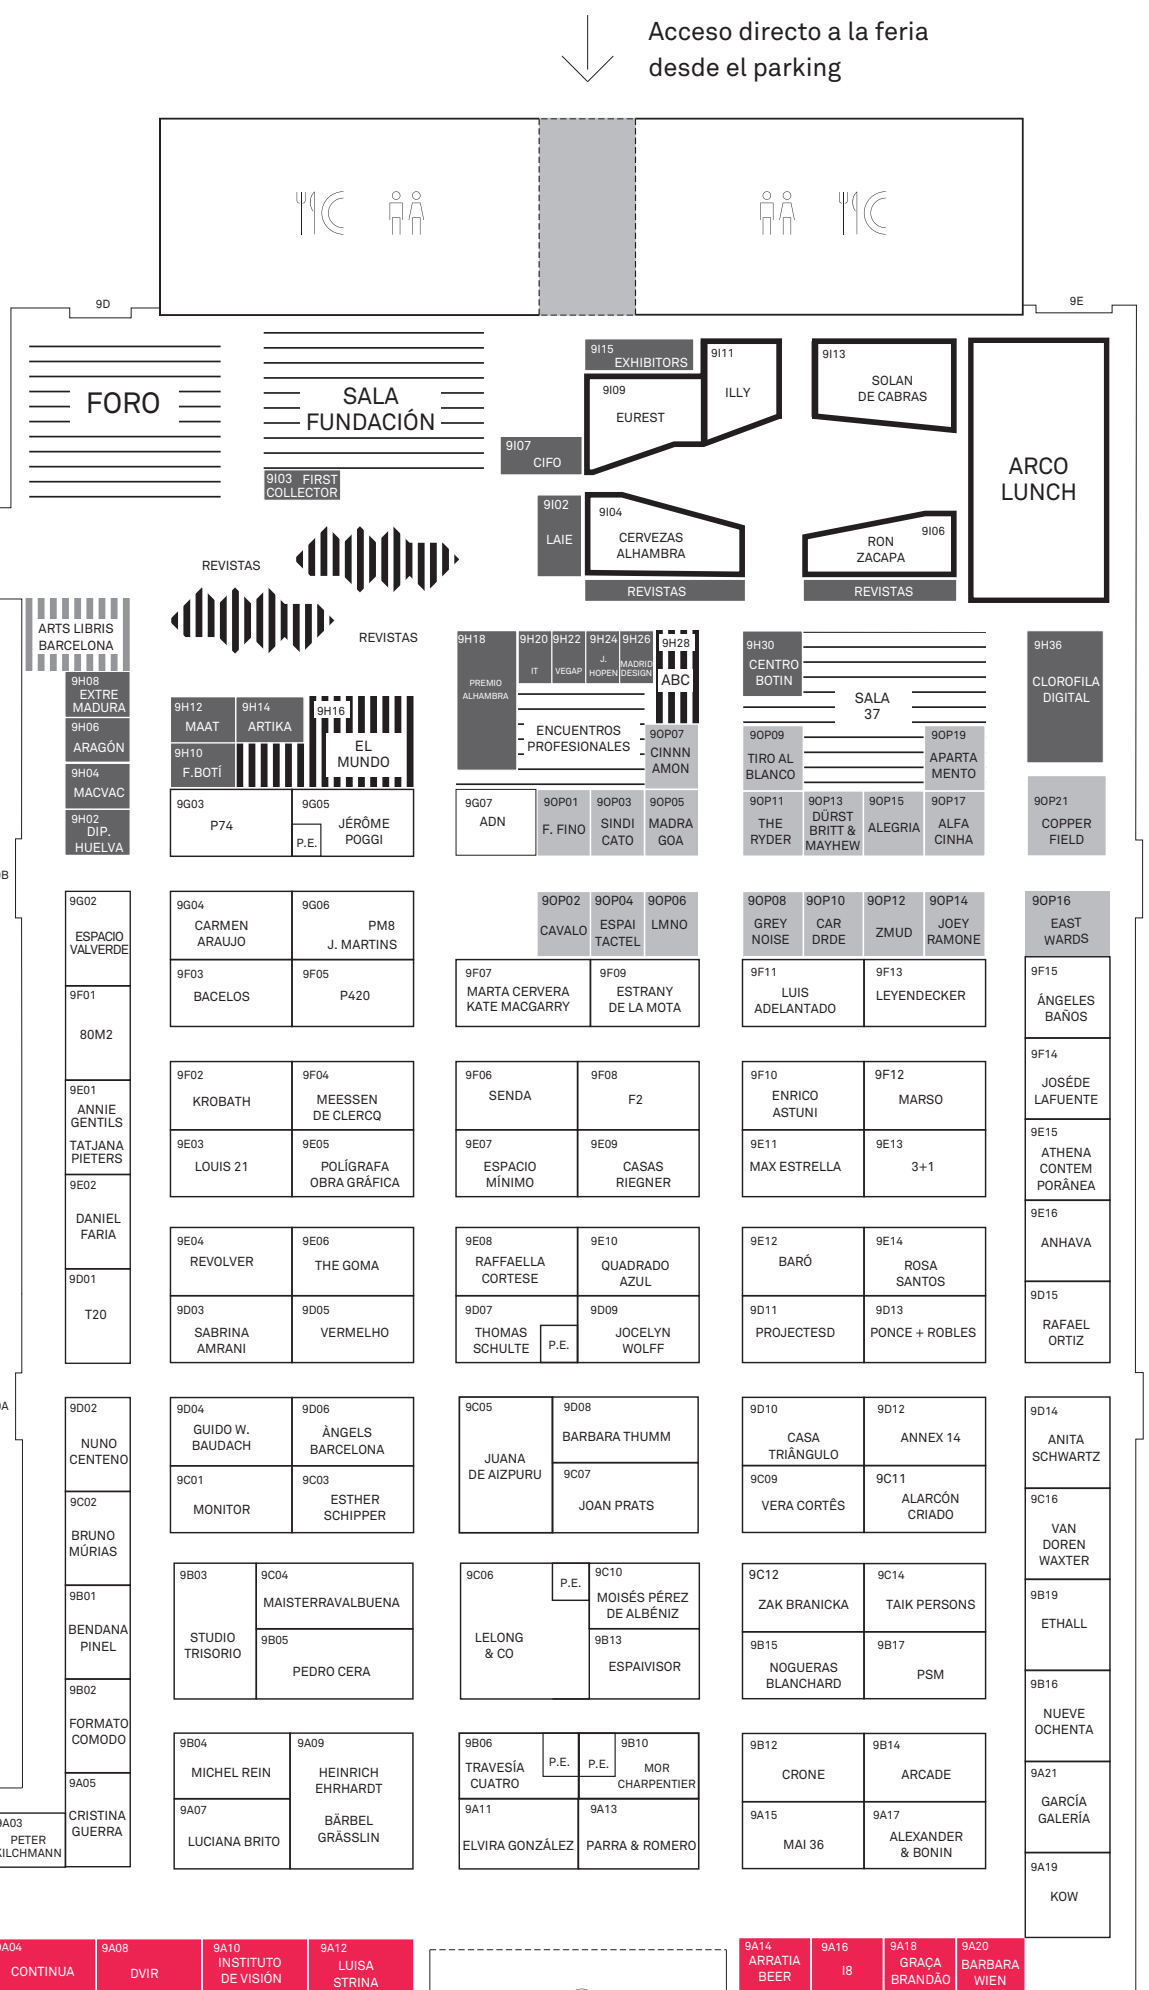 Acceso directo a la feria
desde el parking
9D
9E
FORO
SALA
FUNDACIÓN
9I03 FIRST
COLLECTOR
9I15
EXHIBITORS
9I09
EUREST
9I11
ILLY
9I13
SOLAN
DE CABRAS
ARCO
LUNCH
9I07
CIFO
9I02
LAIE
9I04
CERVEZAS
ALHAMBRA
9I06
RON
ZACAPA
REVISTAS
REVISTAS
REVISTAS
REVISTAS
ARTS LIBRIS
BARCELONA
9H08
EXTRE
MADURA
9H06
ARAGÓN
9H04
MACVAC
9H02
DIP.
HUELVA
9H12
MAAT
9H14
ARTIKA
9H16
EL
MUNDO
9H10
F.BOTÍ
9H18
PREMIO
ALHAMBRA
9H20
IT
9H22
VEGAP
9H24
J.
HOPEN
9H26
MADRID
DESIGN
9H28
ABC
ENCUENTROS
PROFESIONALES
9OP07
CINNN
AMON
9H30
CENTRO
BOTIN
SALA
37
9OP09
TIRO AL
BLANCO
9OP19
APARTA
MENTO
9H36
CLOROFILA
DIGITAL
9G03
P74
9G05
JÉRÔME
POGGI
P.E.
9G07
ADN
9OP01
F. FINO
9OP03
SINDI
CATO
9OP05
MADRA
GOA
9OP11
THE
RYDER
9OP13
DÜRST
BRITT &
MAYHEW
9OP15
ALEGRIA
9OP17
ALFA
CINHA
9OP21
COPPER
FIELD
9B
9G02
ESPACIO
VALVERDE
9G04
CARMEN
ARAUJO
9G06
PM8
J. MARTINS
9OP02
CAVALO
9OP04
ESPAI
TACTEL
9OP06
LMNO
9OP08
GREY
NOISE
9OP10
CAR
DRDE
9OP12
ZMUD
9OP14
JOEY
RAMONE
9OP16
EAST
WARDS
9F01
80M2
9F03
BACELOS
9F05
P420
9F07
MARTA CERVERA
KATE MACGARRY
9F09
ESTRANY
DE LA MOTA
9F11
LUIS
ADELANTADO
9F13
LEYENDECKER
9F15
ÁNGELES
BAÑOS
9E01
ANNIE
GENTILS
TATJANA
PIETERS
9F02
KROBATH
9F04
MEESSEN
DE CLERCQ
9F06
SENDA
9F08
F2
9F10
ENRICO
ASTUNI
9F12
MARSO
9F14
JOSÉDE
LAFUENTE
9E03
LOUIS 21
9E05
POLÍGRAFA
OBRA GRÁFICA
9E07
ESPACIO
MÍNIMO
9E09
CASAS
RIEGNER
9E11
MAX ESTRELLA
9E13
3+1
9E15
ATHENA
CONTEM
PORÂNEA
9E02
DANIEL
FARIA
9E04
REVOLVER
9E06
THE GOMA
9E08
RAFFAELLA
CORTESE
9E10
QUADRADO
AZUL
9E12
BARÓ
9E14
ROSA
SANTOS
9E16
ANHAVA
9D01
T20
9D03
SABRINA
AMRANI
9D05
VERMELHO
9D07
THOMAS
SCHULTE
P.E.
9D09
JOCELYN
WOLFF
9D11
PROJECTESD
9D13
PONCE + ROBLES
9D15
RAFAEL
ORTIZ
9D02
NUNO
CENTENO
9D04
GUIDO W.
BAUDACH
9D06
ÀNGELS
BARCELONA
9C05
JUANA
DE AIZPURU
9D08
BARBARA THUMM
9D10
CASA
TRIÂNGULO
9D12
ANNEX 14
9D14
ANITA
SCHWARTZ
9C02
BRUNO
MÚRIAS
9C01
MONITOR
9C03
ESTHER
SCHIPPER
9C07
JOAN PRATS
9C09
VERA CORTÊS
9C11
ALARCÓN
CRIADO
9C16
VAN
DOREN
WAXTER
9B01
BENDANA
PINEL
9B03
STUDIO
TRISORIO
9C04
MAISTERRAVALBUENA
9B05
PEDRO CERA
9C06
LELONG
& CO
P.E.
9C10
MOISÉS PÉREZ
DE ALBÉNIZ
9B13
ESPAIVISOR
9C12
ZAK BRANICKA
9C14
TAIK PERSONS
9B15
NOGUERAS
BLANCHARD
9B17
PSM
9B19
ETHALL
9B02
FORMATO
COMODO
9B04
MICHEL REIN
9A09
HEINRICH
EHRHARDT
BÄRBEL
GRÄSSLIN
9B06
TRAVESÍA
CUATRO
P.E.
P.E.
9B10
MOR
CHARPENTIER
9B12
CRONE
9B14
ARCADE
9B16
NUEVE
OCHENTA
9A03
PETER
KILCHMANN
9A05
CRISTINA
GUERRA
9A07
LUCIANA BRITO
9A11
ELVIRA GONZÁLEZ
9A13
PARRA & ROMERO
9A15
MAI 36
9A17
ALEXANDER
& BONIN
9A21
GARCÍA
GALERÍA
9A19
KOW
9A04
CONTINUA
9A08
DVIR
9A10
INSTITUTO
DE VISIÓN
9A12
LUISA
STRINA
9A14
ARRATIA
BEER
9A16
I8
9A18
GRAÇA
BRANDÃO
9A20
BARBARA
WIEN